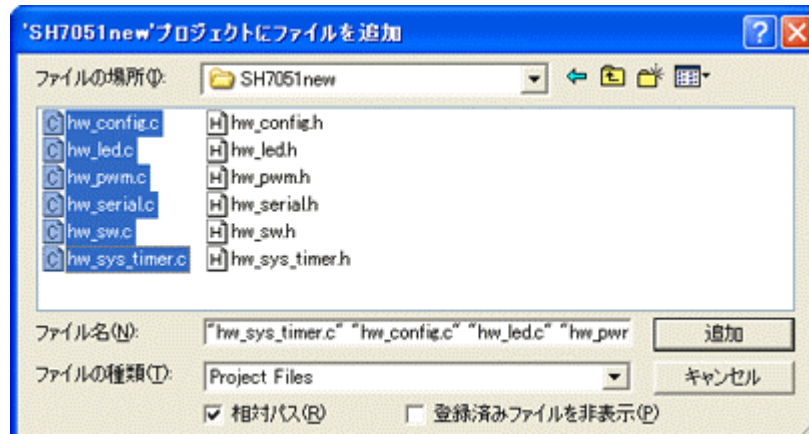 'SH7051new'プロジェクトにファイルを追加
ファイルの場所(I):
SH7051new
hw_config.c
hw_led.c
hw_pwm.c
hw_serial.c
hw_sw.c
hw_sys_timer.c
hw_config.h
hw_led.h
hw_pwm.h
hw_serial.h
hw_sw.h
hw_sys_timer.h
ファイル名(N):
"hw_sys_timer.c" "hw_config.c" "hw_led.c" "hw_pwr
追加
ファイルの種類(T):
Project Files
キャンセル
相対パス(R)
登録済みファイルを非表示(P)